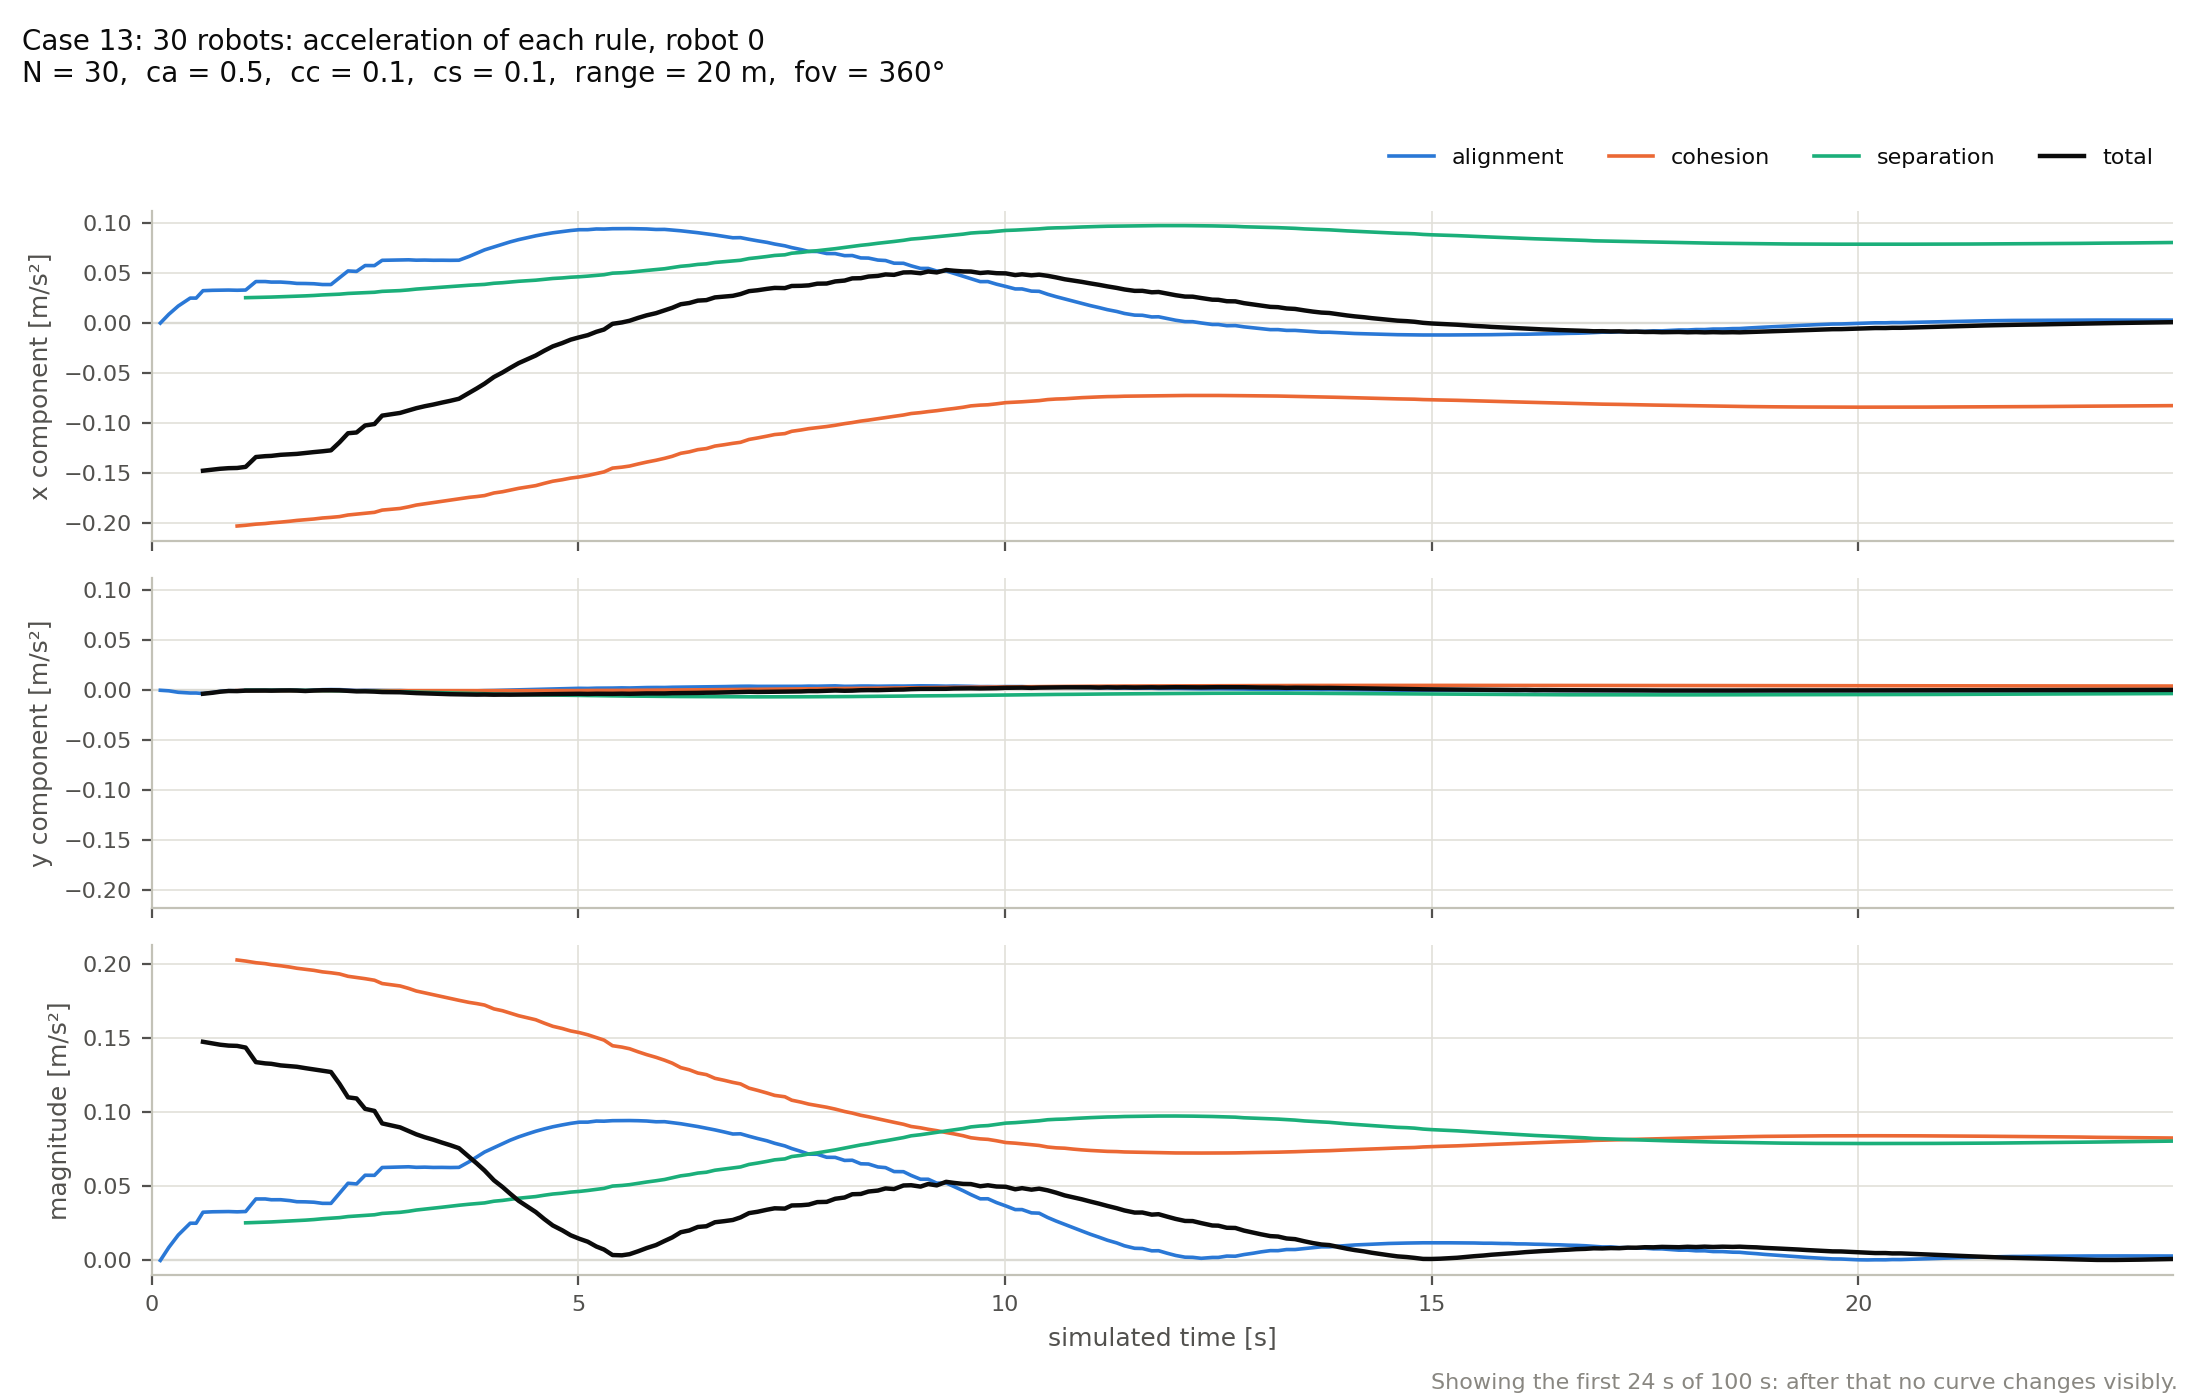 Case 13: 30 robots: acceleration of each rule, robot 0
N = 30,  ca = 0.5,  cc = 0.1,  cs = 0.1,  range = 20 m,  fov = 360°
alignment cohesion separation total
x component [m/s²]
0.10
0.05
0.00
−0.05
−0.10
−0.15
−0.20
y component [m/s²]
0.10
0.05
0.00
−0.05
−0.10
−0.15
−0.20
magnitude [m/s²]
0.20
0.15
0.10
0.05
0.00
0 5 10 15 20
simulated time [s]
Showing the first 24 s of 100 s: after that no curve changes visibly.